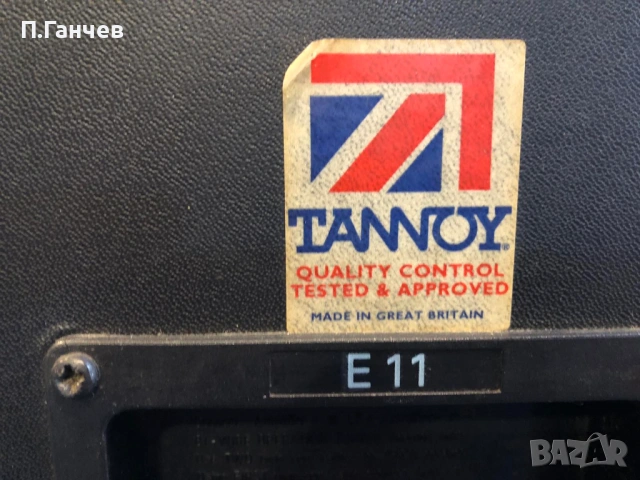 П.Ганчев
TANNOY®
QUALITY CONTROL
TESTED & APPROVED
MADE IN GREAT BRITAIN
E 11
BAZAR